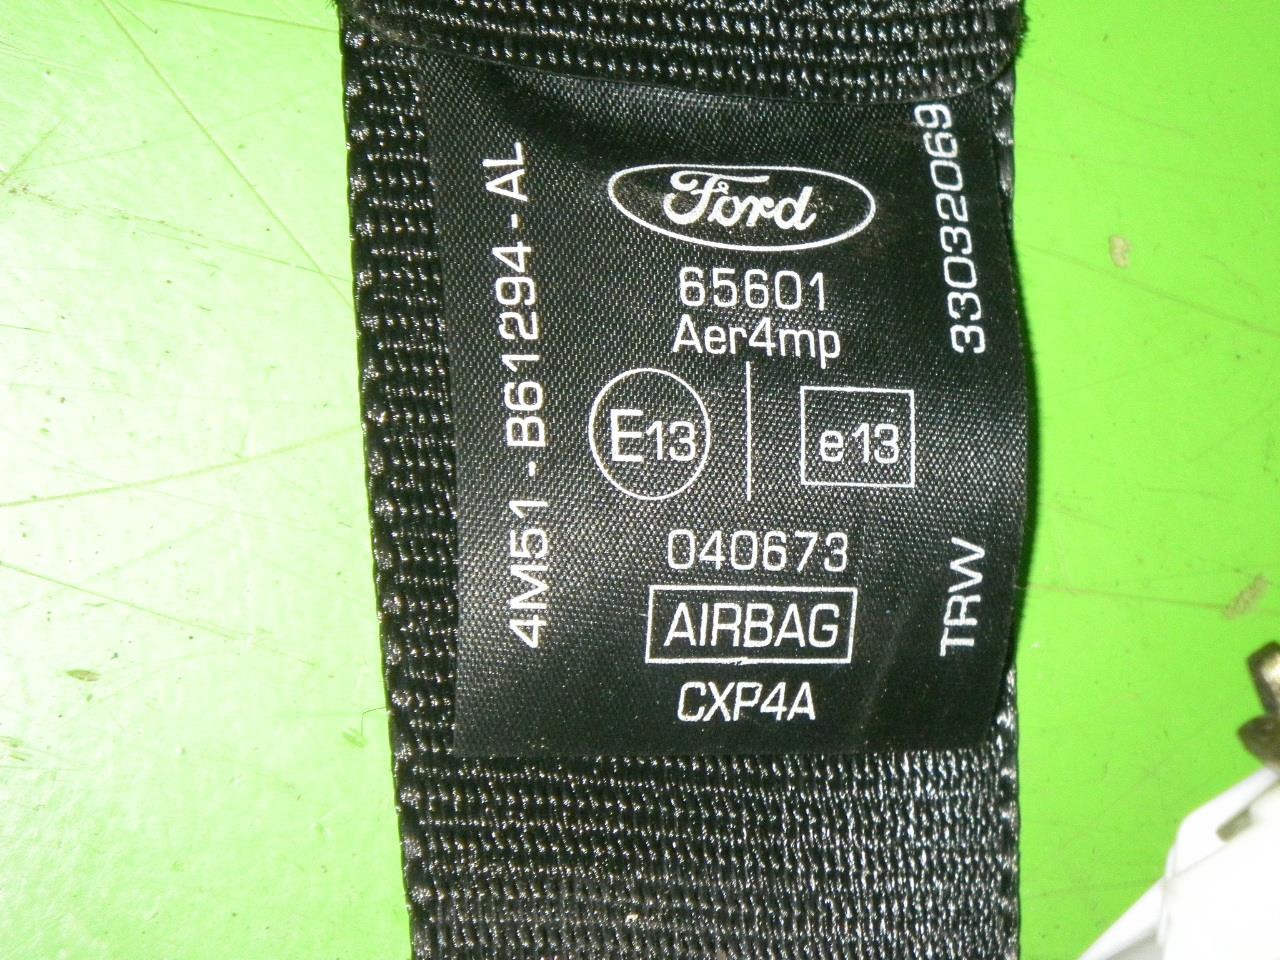 Ford
65601
Aer4mp
E13 e13
040673
AIRBAG
CXP4A
4M51-B61294-AL
TRW 33032069